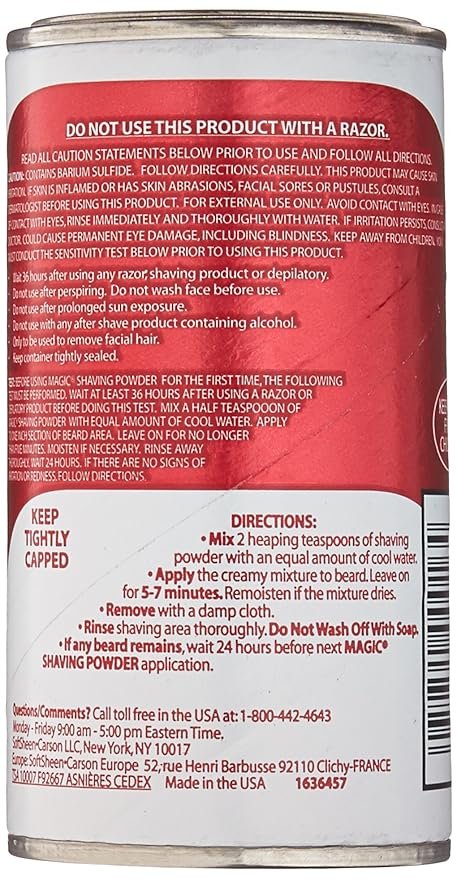 DO NOT USE THIS PRODUCT WITH A RAZOR.
READ ALL CAUTION STATEMENTS BELOW PRIOR TO USE AND FOLLOW ALL DIRECTIONS.
CAUTION: CONTAINS BARIUM SULFIDE. FOLLOW DIRECTIONS CAREFULLY. THIS PRODUCT MAY CAUSE SKIN
IF SKIN IS INFLAMED OR HAS SKIN ABRASIONS, FACIAL SORES OR PUSTULES, CONSULT A
BEFORE USING THIS PRODUCT. FOR EXTERNAL USE ONLY. AVOID CONTACT WITH EYES. IN CASE
OF CONTACT WITH EYES, RINSE IMMEDIATELY AND THOROUGHLY WITH WATER. IF IRRITATION PERSISTS, CONSULT
COULD CAUSE PERMANENT EYE DAMAGE, INCLUDING BLINDNESS. KEEP AWAY FROM CHILDREN.
CONDUCT THE SENSITIVITY TEST BELOW PRIOR TO USING THIS PRODUCT.
- Wait 36 hours after using any razor, shaving product or depilatory.
- Do not use after perspiring. Do not wash face before use.
- Do not use after prolonged sun exposure.
- Do not use with any after shave product containing alcohol.
- Only to be used to remove facial hair.
- Keep container tightly sealed.
TEST: BEFORE USING MAGIC® SHAVING POWDER FOR THE FIRST TIME, THE FOLLOWING
MUST BE PERFORMED. WAIT AT LEAST 36 HOURS AFTER USING A RAZOR OR
PRODUCT BEFORE DOING THIS TEST. MIX A HALF TEASPOOON OF
SHAVING POWDER WITH EQUAL AMOUNT OF COOL WATER. APPLY
SECTION OF BEARD AREA. LEAVE ON FOR NO LONGER
FIVE MINUTES. MOISTEN IF NECESSARY. RINSE AWAY
WAIT 24 HOURS. IF THERE ARE NO SIGNS OF
OR REDNESS. FOLLOW DIRECTIONS.
KEEP
TIGHTLY
CAPPED
DIRECTIONS:
• Mix 2 heaping teaspoons of shaving
powder with an equal amount of cool water.
• Apply the creamy mixture to beard. Leave on
for 5-7 minutes. Remoisten if the mixture dries.
• Remove with a damp cloth.
• Rinse shaving area thoroughly. Do Not Wash Off With Soap.
• If any beard remains, wait 24 hours before next MAGIC®
SHAVING POWDER application.
Questions/Comments? Call toll free in the USA at: 1-800-442-4643
Monday - Friday 9:00 am - 5:00 pm Eastern Time.
SoftSheen-Carson LLC, New York, NY 10017
Europe SoftSheen-Carson Europe 52, rue Henri Barbusse 92110 Clichy-FRANCE
TSA 10007 F92667 ASNIÈRES CEDEX Made in the USA 1636457